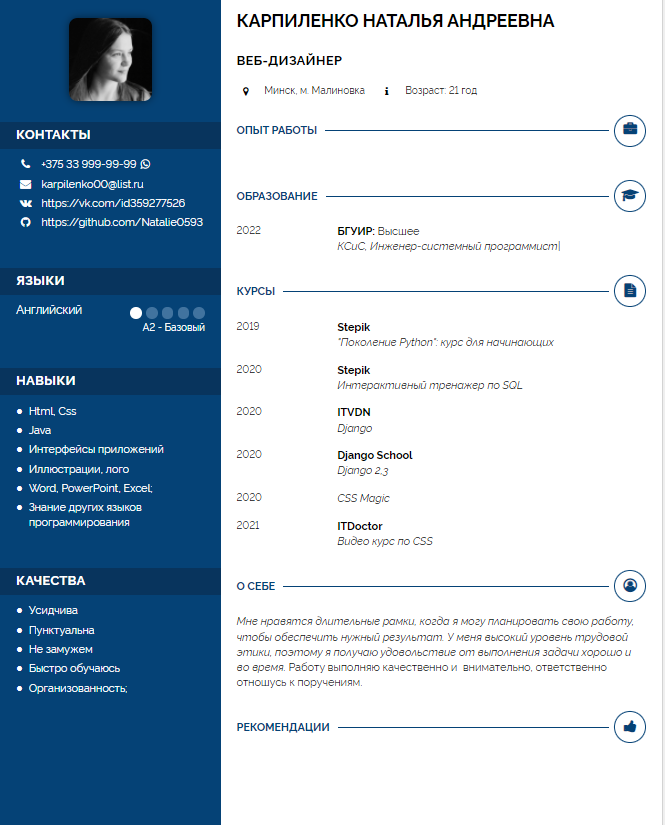 КАРПИЛЕНКО НАТАЛЬЯ АНДРЕЕВНА
ВЕБ-ДИЗАЙНЕР
Минск, м. Малиновка
Возраст: 21 год
КОНТАКТЫ
+375 33 999-99-99
karpilenko00@list.ru
https://vk.com/id359277526
https://github.com/Natalie0593
ЯЗЫКИ
Английский
A2 - Базовый
НАВЫКИ
Html, Css
Java
Интерфейсы приложений
Иллюстрации, лого
Word, PowerPoint, Excel;
Знание других языков
программирования
КАЧЕСТВА
Усидчива
Пунктуальна
Не замужем
Быстро обучаюсь
Организованность;
ОПЫТ РАБОТЫ
ОБРАЗОВАНИЕ
2022
БГУИР: Высшее
КСиС, Инженер-системный программист|
КУРСЫ
2019
Stepik
"Поколение Python": курс для начинающих
2020
Stepik
Интерактивный тренажер по SQL
2020
ITVDN
Django
2020
Django School
Django 2,3
2020
CSS Magic
2021
ITDoctor
Видео курс по CSS
О СЕБЕ
Мне нравятся длительные рамки, когда я могу планировать свою работу,
чтобы обеспечить нужный результат. У меня высокий уровень трудовой
этики, поэтому я получаю удовольствие от выполнения задачи хорошо и
во время. Работу выполняю качественно и  внимательно, ответственно
отношусь к поручениям.
РЕКОМЕНДАЦИИ